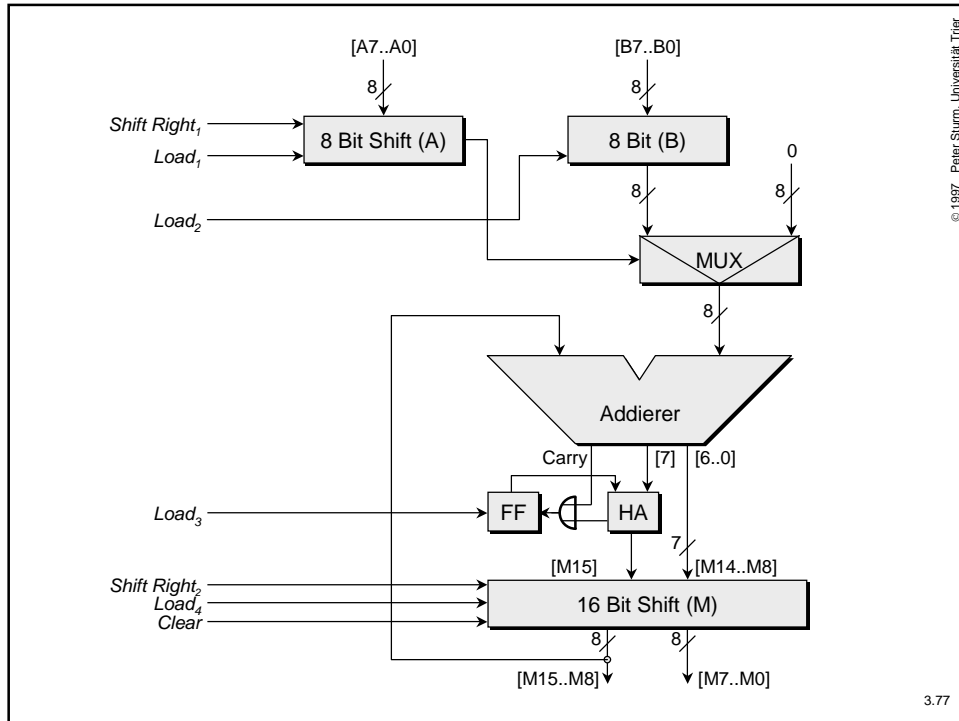 [A7..A0]
[B7..B0]
8
8
Shift Right1
8 Bit Shift (A)
8 Bit (B)
Load1
0
8
8
Load2
MUX
8
Addierer
Carry
[7]
[6..0]
Load3
FF
HA
7
[M15]
[M14..M8]
Shift Right2
Load4
16 Bit Shift (M)
Clear
8
8
[M15..M8]
[M7..M0]
© 1997 Peter Sturm, Universität Trier
3.77